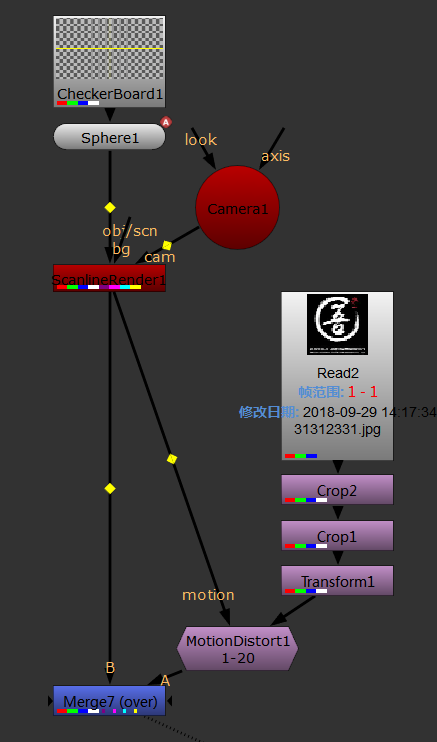 CheckerBoard1
A
Sphere1
look
axis
Camera1
obj/scn
bg
cam
ScanlineRender1
Read2
帧范围: 1 - 1
修改日期: 2018-09-29 14:17:34
31312331.jpg
Crop2
Crop1
Transform1
motion
MotionDistort1
1-20
B
A
Merge7 (over)